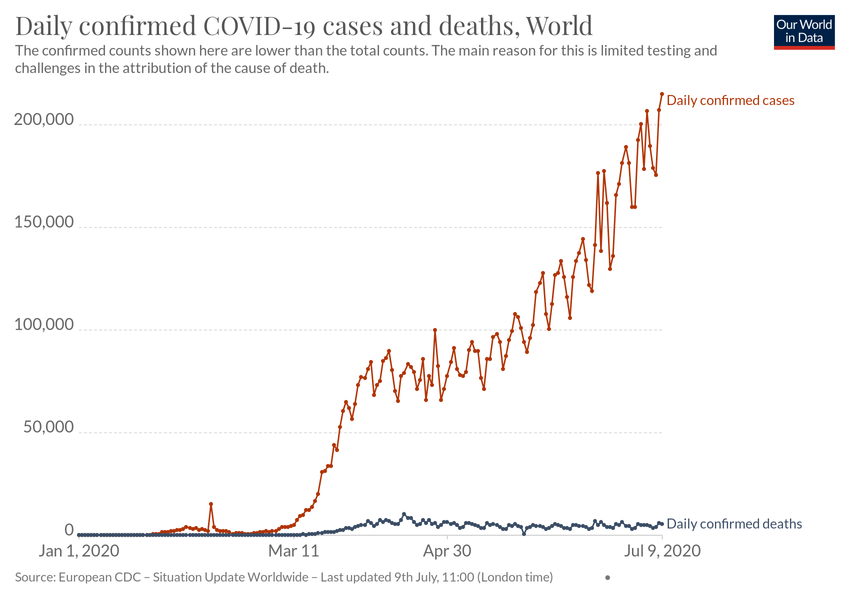 Daily confirmed COVID-19 cases and deaths, World
Our World
in Data
The confirmed counts shown here are lower than the total counts. The main reason for this is limited testing and
challenges in the attribution of the cause of death.
Daily confirmed cases
200,000
150,000
100,000
50,000
Daily confirmed deaths
0
Jan 1, 2020
Mar 11
Apr 30
Jul 9, 2020
Source: European CDC – Situation Update Worldwide – Last updated 9th July, 11:00 (London time)